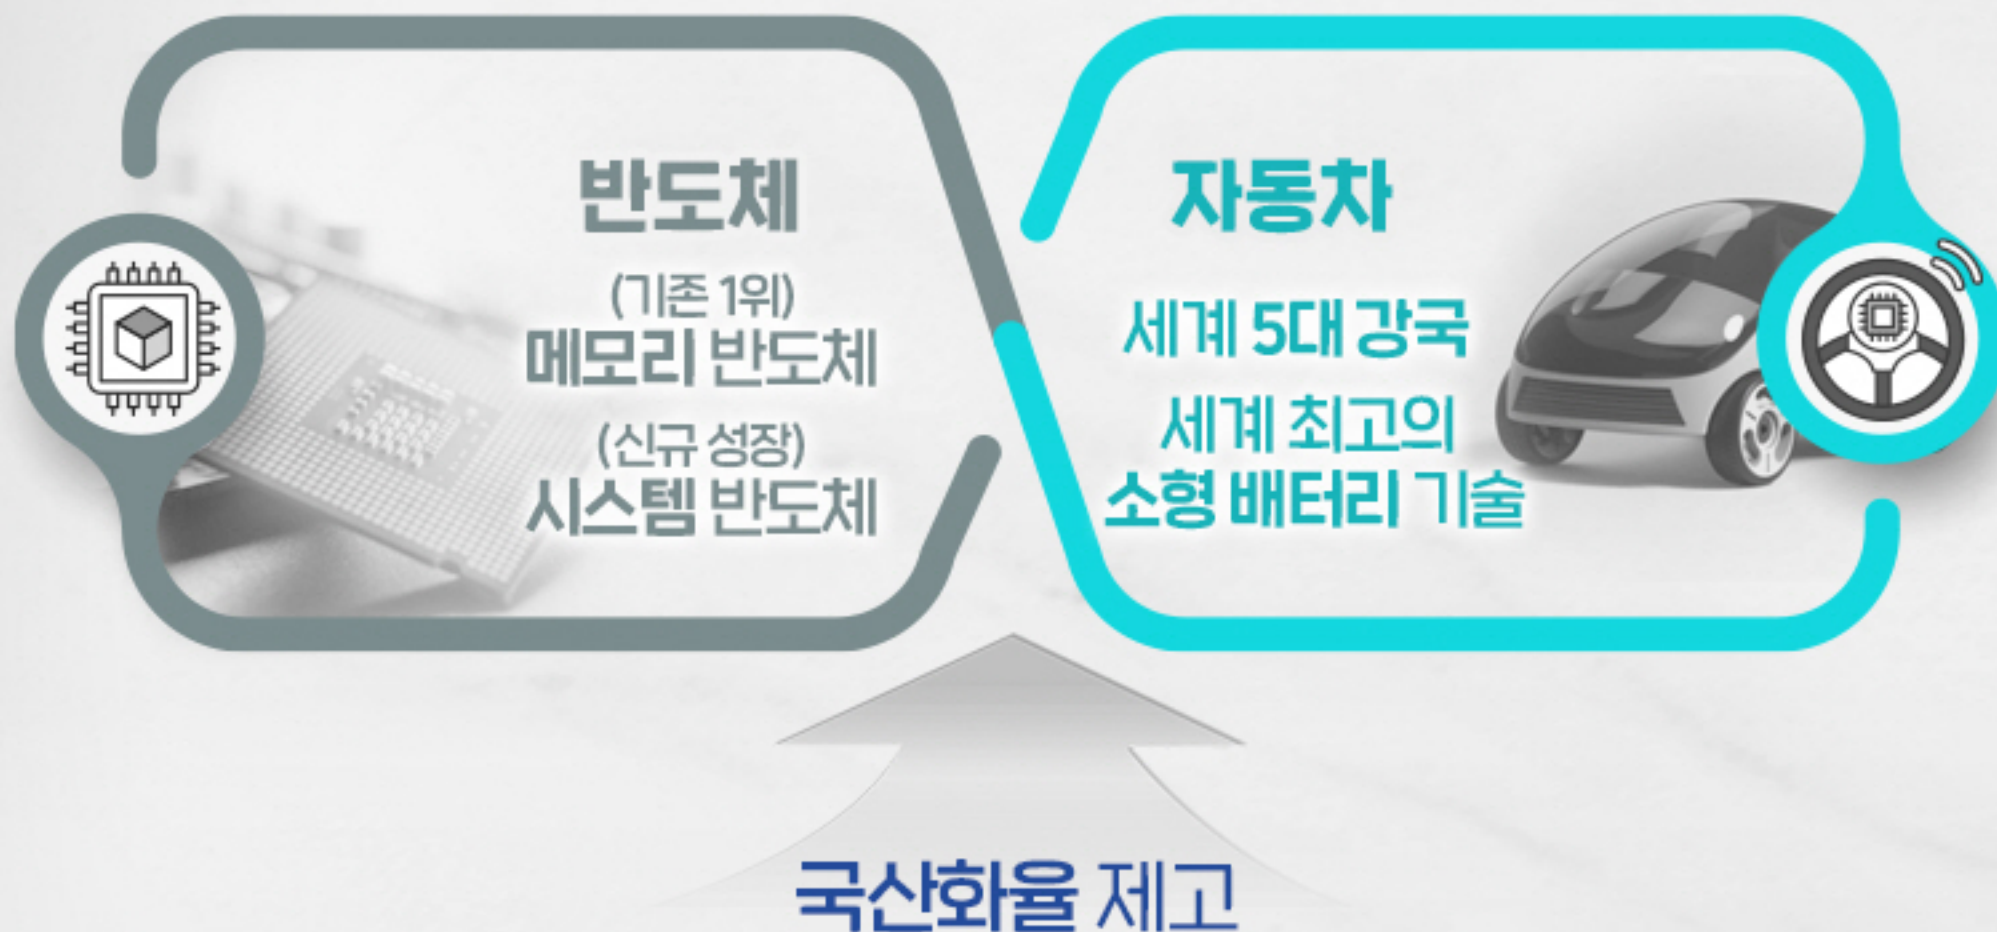 반도체
(기존 1위)
메모리 반도체
(신규 성장)
시스템 반도체
자동차
세계 5대 강국
세계 최고의
소형 배터리 기술
국산화율 제고